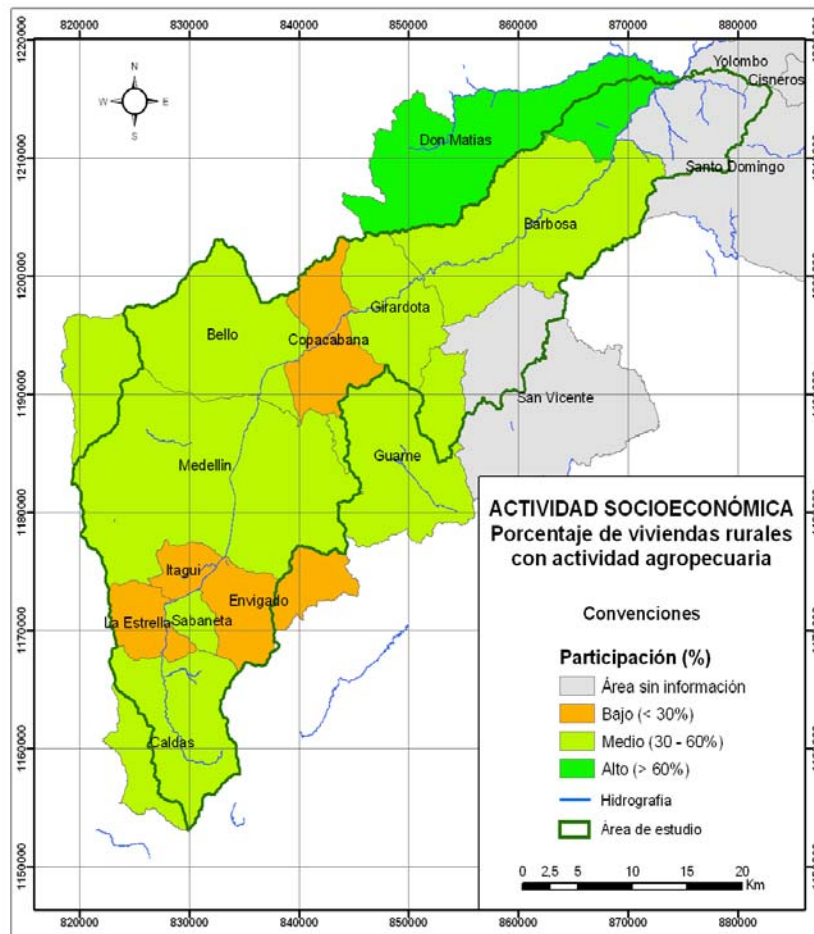 820000 830000 840000 850000 860000 870000 880000
1220000
1210000
1200000
1190000
1180000
1170000
1160000
1150000
N
W E
S
Yolombo
Cisneros
Don Matias
Santo Domingo
Barbosa
Girardota
Bello
Copacabana
San Vicente
Medellin
Guarne
Itagui
Envigado
La Estrella
Sabaneta
Caldas
ACTIVIDAD SOCIOECONÓMICA
Porcentaje de viviendas rurales
con actividad agropecuaria
Convenciones
Participación (%)
Área sin información
Bajo (< 30%)
Medio (30 - 60%)
Alto (> 60%)
Hidrografia
Área de estudio
0 2,5 5 10 15 20
Km
820000 830000 840000 850000 860000 870000 880000